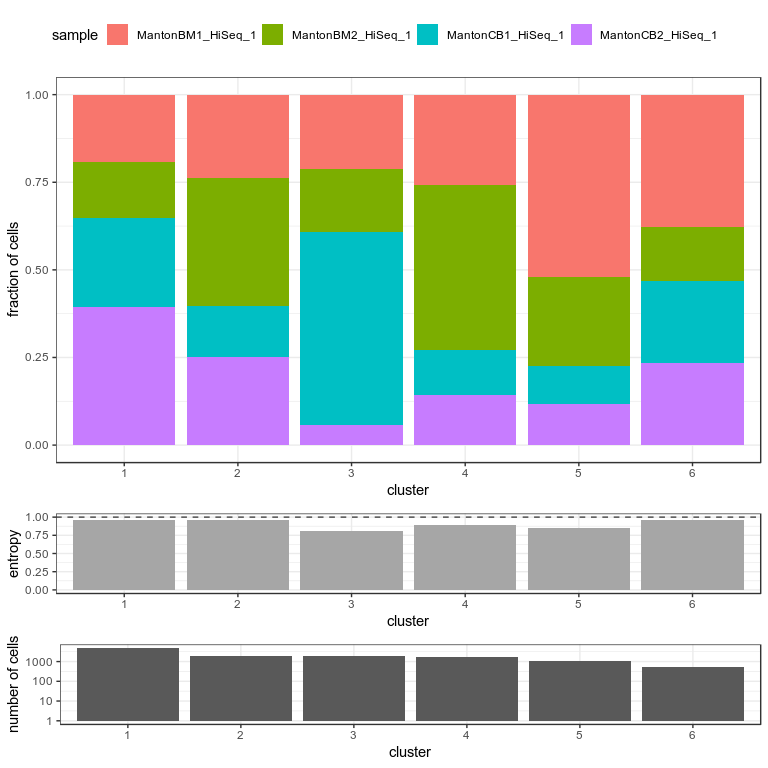 sample MantonBM1_HiSeq_1 MantonBM2_HiSeq_1 MantonCB1_HiSeq_1 MantonCB2_HiSeq_1
1.00
0.75
0.50
0.25
0.00
fraction of cells
1 2 3 4 5 6
cluster
1.00
0.75
0.50
0.25
0.00
entropy
1 2 3 4 5 6
cluster
1000
100
10
1
number of cells
1 2 3 4 5 6
cluster